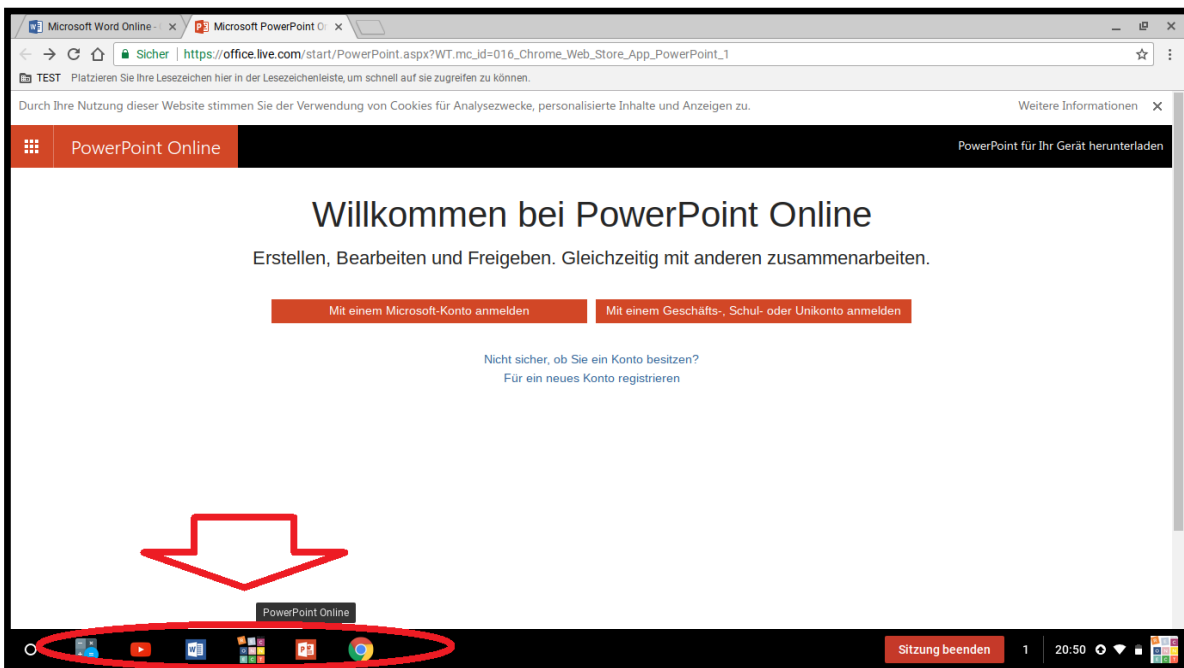 Microsoft Word Online -
Microsoft PowerPoint On
Sicher
https://office.live.com/start/PowerPoint.aspx?WT.mc_id=016_Chrome_Web_Store_App_PowerPoint_1
TEST
Platzieren Sie Ihre Lesezeichen hier in der Lesezeichenleiste, um schnell auf sie zugreifen zu können.
Durch Ihre Nutzung dieser Website stimmen Sie der Verwendung von Cookies für Analysezwecke, personalisierte Inhalte und Anzeigen zu.
Weitere Informationen
PowerPoint Online
PowerPoint für Ihr Gerät herunterladen
Willkommen bei PowerPoint Online
Erstellen, Bearbeiten und Freigeben. Gleichzeitig mit anderen zusammenarbeiten.
Mit einem Microsoft-Konto anmelden
Mit einem Geschäfts-, Schul- oder Unikonto anmelden
Nicht sicher, ob Sie ein Konto besitzen?
Für ein neues Konto registrieren
PowerPoint Online
Sitzung beenden
1
20:50